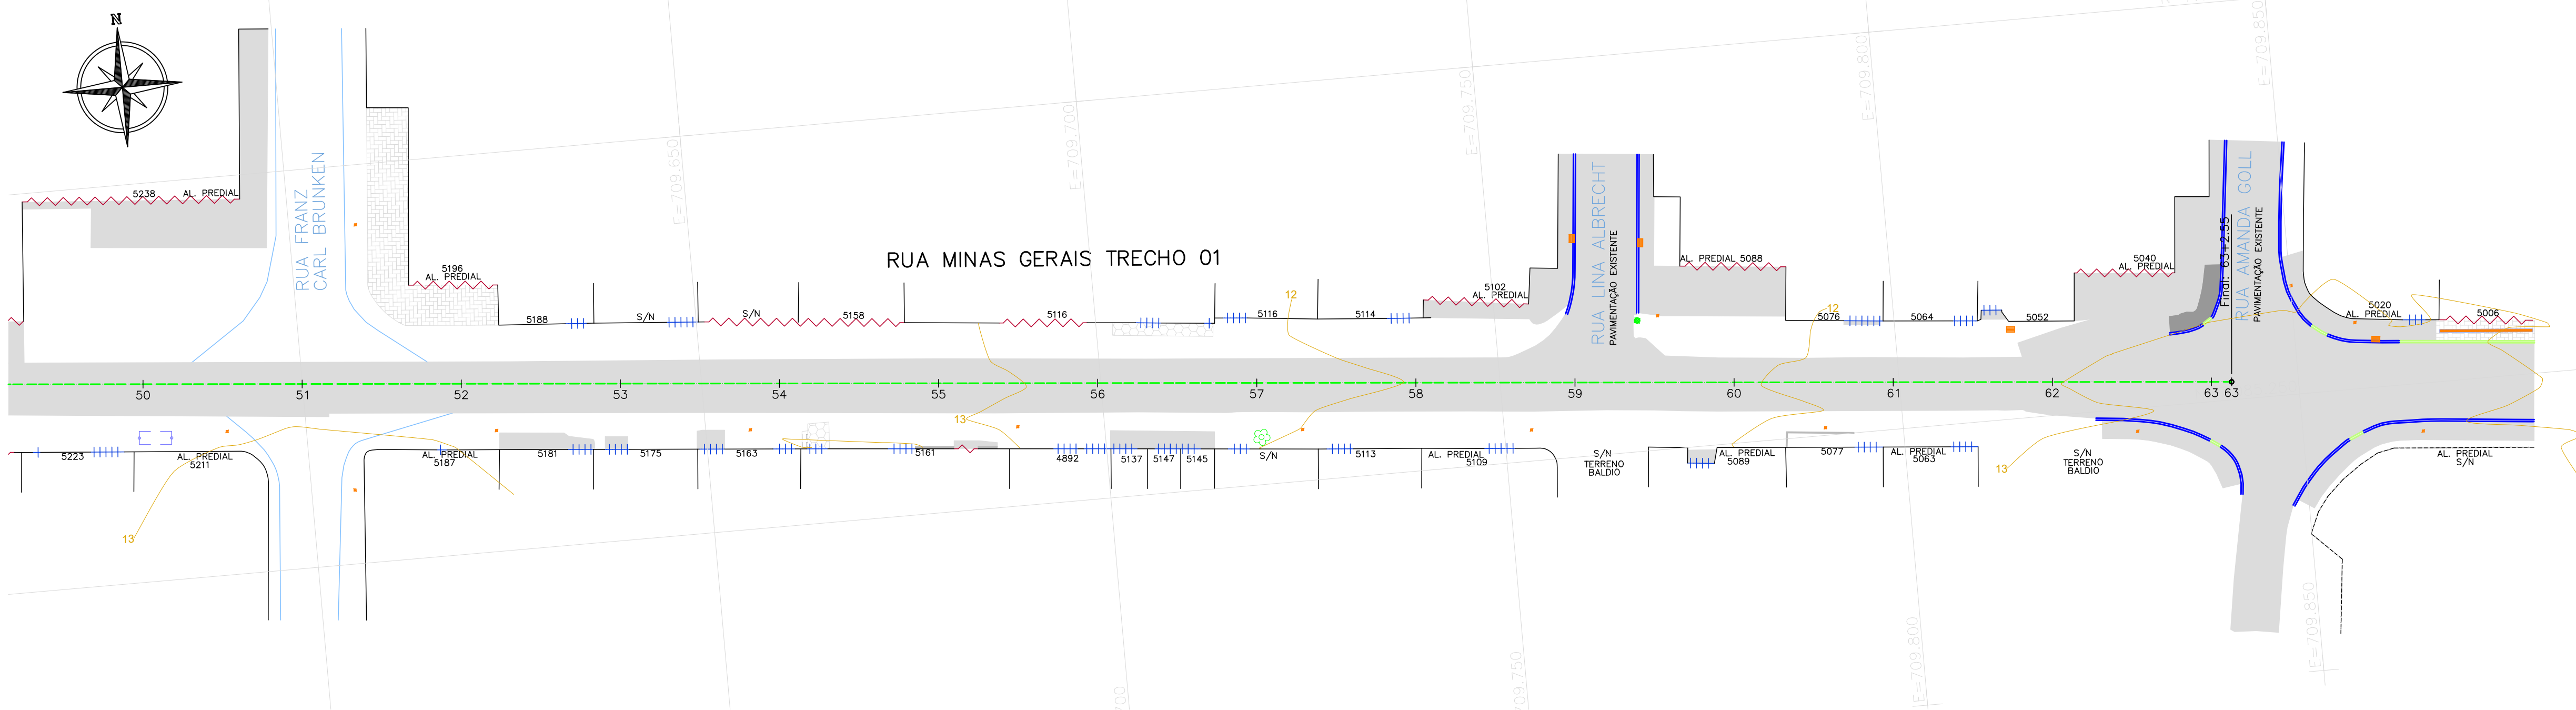 N
RUA MINAS GERAIS TRECHO 01
RUA FRANZ
CARL BRUNKEN
RUA LINA ALBRECHT
PAVIMENTAÇÃO EXISTENTE
RUA AMANDA GOLL
PAVIMENTAÇÃO EXISTENTE
Final: 63+2.55
E=709.650
E=709.700
E=709.750
E=709.800
E=709.850
5238
AL. PREDIAL
5196
AL. PREDIAL
5188
S/N
S/N
5158
5116
5116
5114
5102
AL. PREDIAL
AL. PREDIAL 5088
5076
5064
5052
5040
AL. PREDIAL
5020
AL. PREDIAL
5006
12
12
50
51
52
53
54
55
56
57
58
59
60
61
62
63 63
13
13
13
5223
AL. PREDIAL
5211
AL. PREDIAL
5187
5181
5175
5163
5161
4892
5137
5147
5145
S/N
5113
AL. PREDIAL
5109
S/N
TERRENO
BALDIO
AL. PREDIAL
5089
5077
AL. PREDIAL
5063
S/N
TERRENO
BALDIO
AL. PREDIAL
S/N
709.750
E=709.800
E=709.850